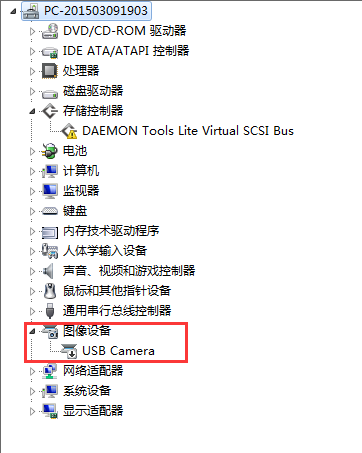 PC-201503091903
DVD/CD-ROM 驱动器
IDE ATA/ATAPI 控制器
处理器
磁盘驱动器
存储控制器
DAEMON Tools Lite Virtual SCSI Bus
电池
计算机
监视器
键盘
内存技术驱动程序
人体学输入设备
声音、视频和游戏控制器
鼠标和其他指针设备
通用串行总线控制器
图像设备
USB Camera
网络适配器
系统设备
显示适配器